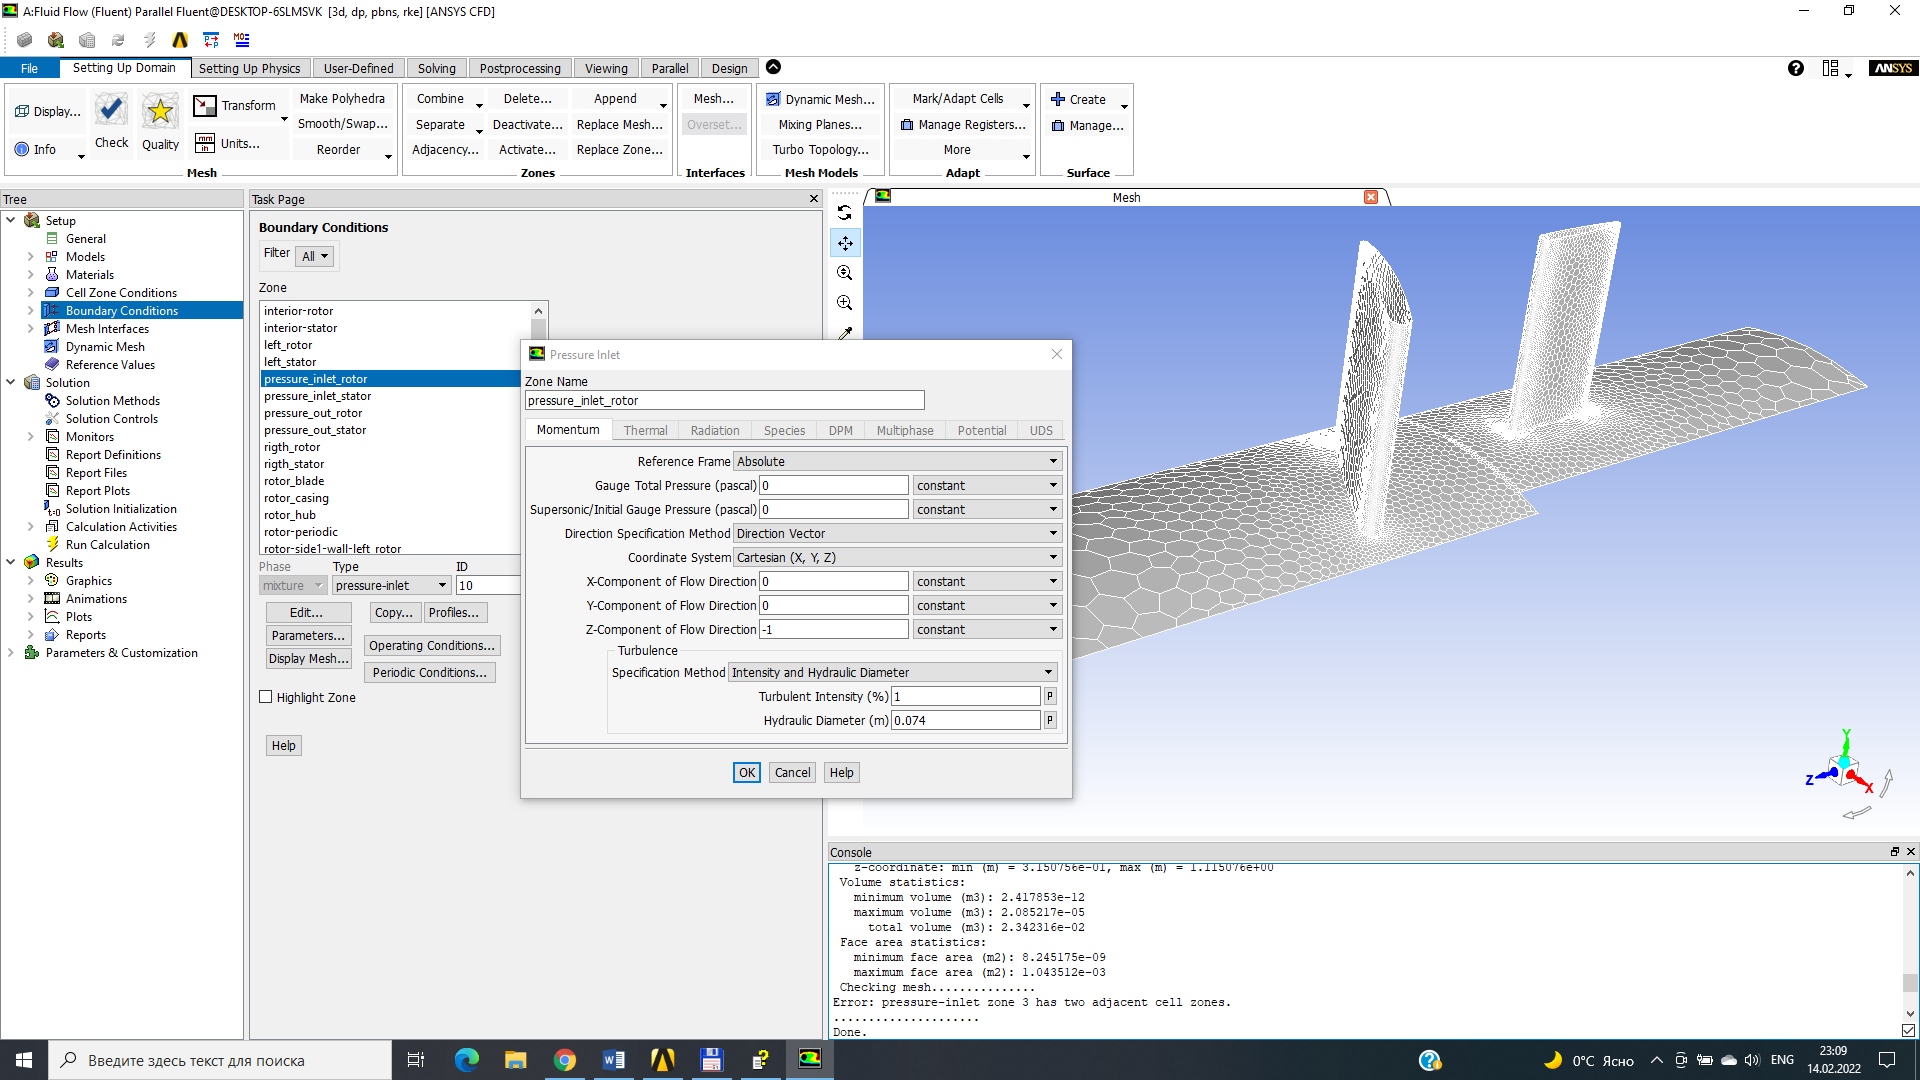 A:Fluid Flow (Fluent) Parallel Fluent@DESKTOP-6SLMSVK [3d, dp, pbns, rke] [ANSYS CFD]
File Setting Up Domain Setting Up Physics User-Defined Solving Postprocessing Viewing Parallel Design
ANSYS
Display... Check Quality Transform Make Polyhedra
Smooth/Swap...
Info Units... Reorder
Mesh
Combine Delete... Append
Separate Deactivate... Replace Mesh...
Adjacency... Activate... Replace Zone...
Zones
Mesh...
Overset...
Interfaces
Dynamic Mesh...
Mixing Planes...
Turbo Topology...
Mesh Models
Mark/Adapt Cells
Manage Registers...
More
Adapt
Create
Manage...
Surface
Tree
Setup
General
Models
Materials
Cell Zone Conditions
Boundary Conditions
Mesh Interfaces
Dynamic Mesh
Reference Values
Solution
Solution Methods
Solution Controls
Monitors
Report Definitions
Report Files
Report Plots
Solution Initialization
Calculation Activities
Run Calculation
Results
Graphics
Animations
Plots
Reports
Parameters & Customization
Task Page
Boundary Conditions
Filter All
Zone
interior-rotor
interior-stator
left_rotor
left_stator
pressure_inlet_rotor
pressure_inlet_stator
pressure_out_rotor
pressure_out_stator
rigth_rotor
rigth_stator
rotor_blade
rotor_casing
rotor_hub
rotor-periodic
rotor-side1-wall-left_rotor
Phase Type ID
mixture pressure-inlet 10
Edit... Copy... Profiles...
Parameters... Operating Conditions...
Display Mesh... Periodic Conditions...
Highlight Zone
Help
Pressure Inlet
Zone Name
pressure_inlet_rotor
Momentum Thermal Radiation Species DPM Multiphase Potential UDS
Reference Frame Absolute
Gauge Total Pressure (pascal) 0 constant
Supersonic/Initial Gauge Pressure (pascal) 0 constant
Direction Specification Method Direction Vector
Coordinate System Cartesian (X, Y, Z)
X-Component of Flow Direction 0 constant
Y-Component of Flow Direction 0 constant
Z-Component of Flow Direction -1 constant
Turbulence
Specification Method Intensity and Hydraulic Diameter
Turbulent Intensity (%) 1 P
Hydraulic Diameter (m) 0.074 P
OK Cancel Help
Mesh
Y
Z
X
Console
z-coordinate: min (m) = 3.150756e-01, max (m) = 1.115076e+00
Volume statistics:
minimum volume (m3): 2.417853e-12
maximum volume (m3): 2.085217e-05
total volume (m3): 2.342316e-02
Face area statistics:
minimum face area (m2): 8.245175e-09
maximum face area (m2): 1.043512e-03
Checking mesh...............
Error: pressure-inlet zone 3 has two adjacent cell zones.
.....................
Done.
Введите здесь текст для поиска
0°C Ясно
ENG
23:09
14.02.2022